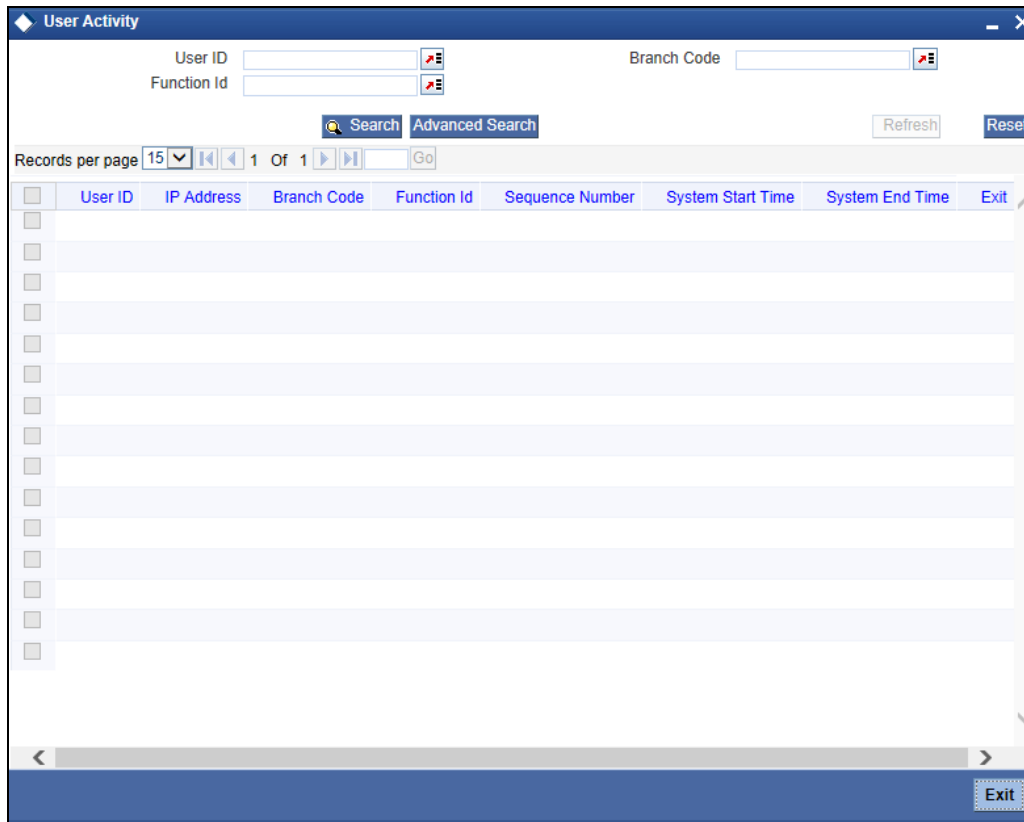 User Activity
User ID
Branch Code
Function Id
Search Advanced Search Refresh Reset
Records per page 15 1 Of 1 Go
User ID IP Address Branch Code Function Id Sequence Number System Start Time System End Time Exit
Exit